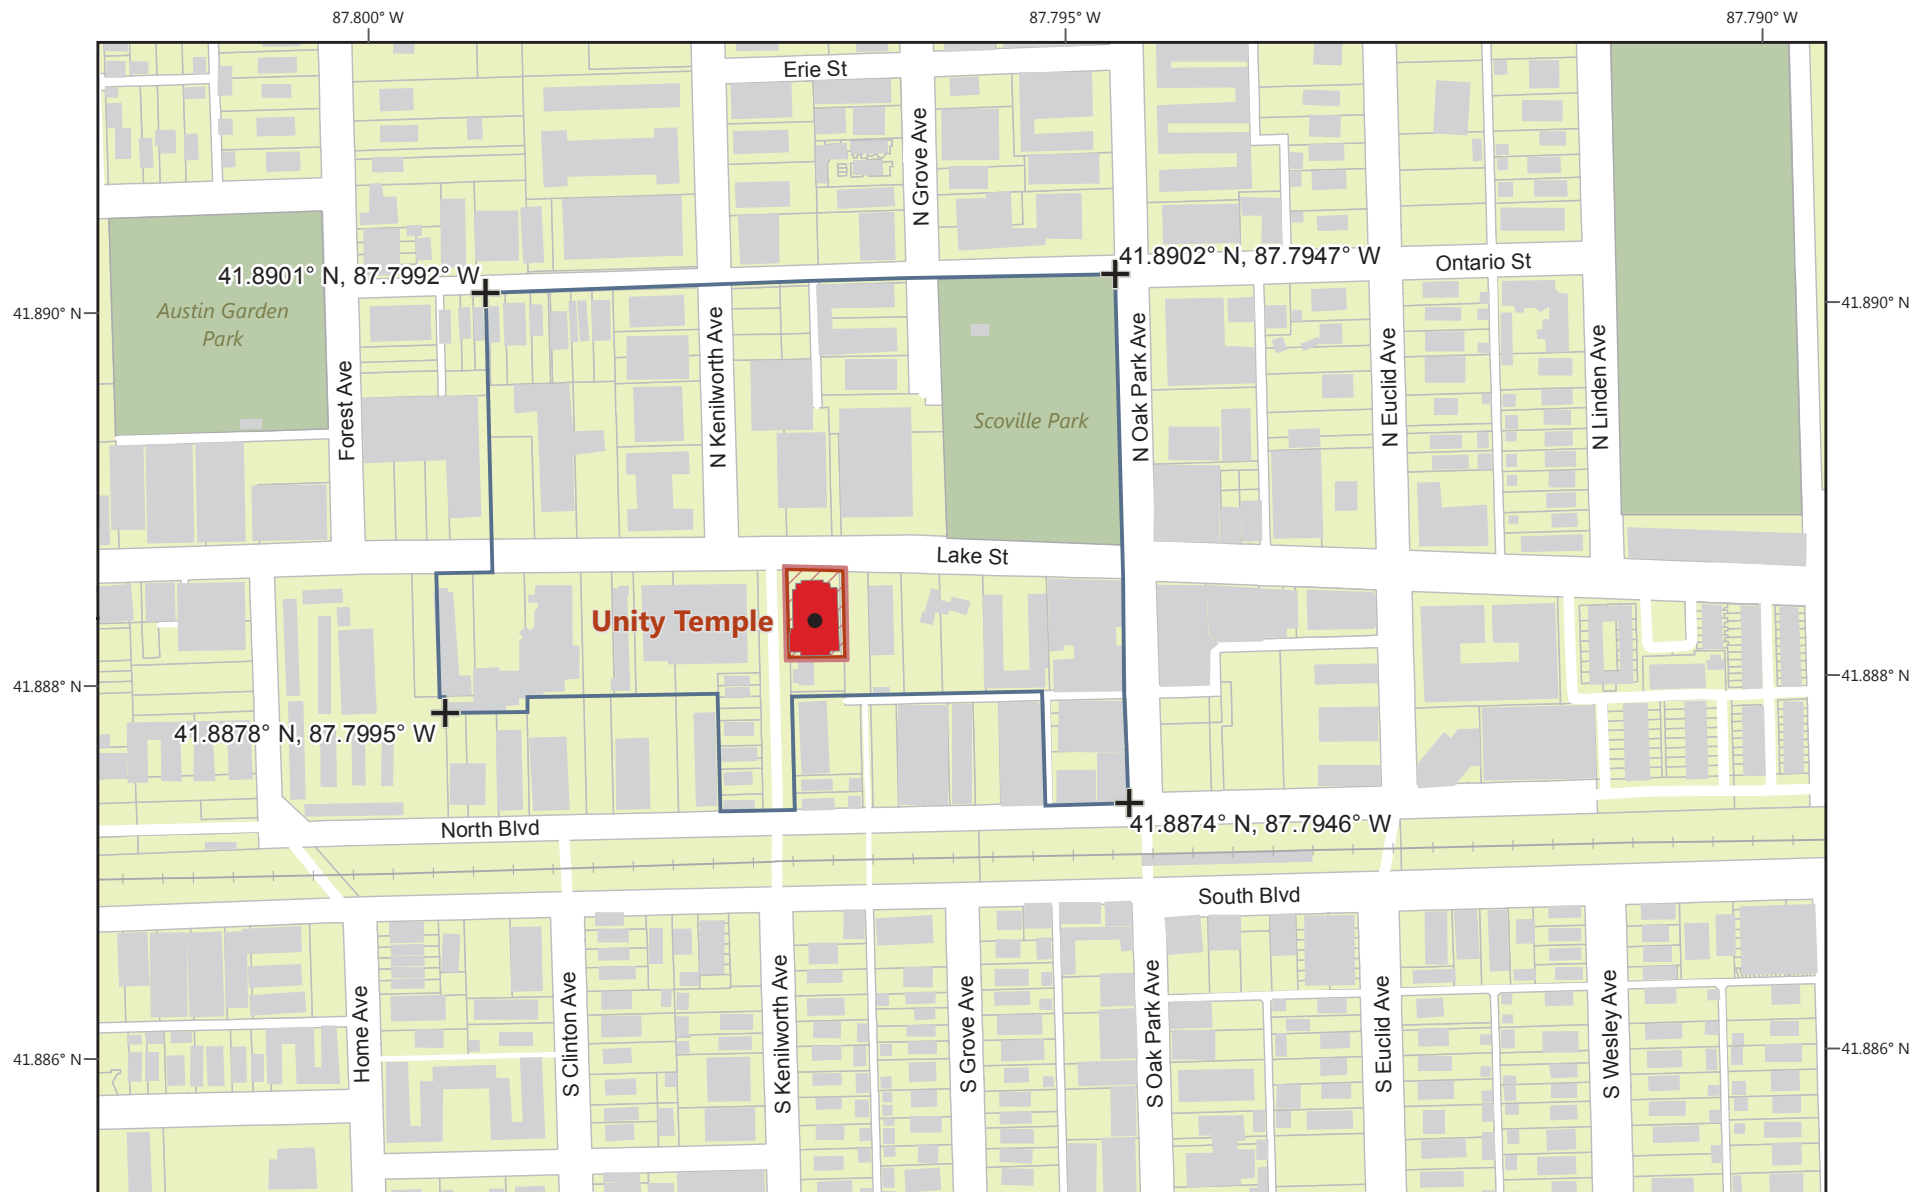 87.800° W
87.795° W
87.790° W
Erie St
N Grove Ave
41.8902° N, 87.7947° W
Ontario St
41.8901° N, 87.7992° W
41.890° N
41.890° N
Austin Garden
Park
Forest Ave
N Kenilworth Ave
Scoville Park
N Oak Park Ave
N Euclid Ave
N Linden Ave
Lake St
Unity Temple
41.888° N
41.888° N
41.8878° N, 87.7995° W
North Blvd
41.8874° N, 87.7946° W
South Blvd
Home Ave
S Clinton Ave
S Kenilworth Ave
S Grove Ave
S Oak Park Ave
S Euclid Ave
S Wesley Ave
41.886° N
41.886° N